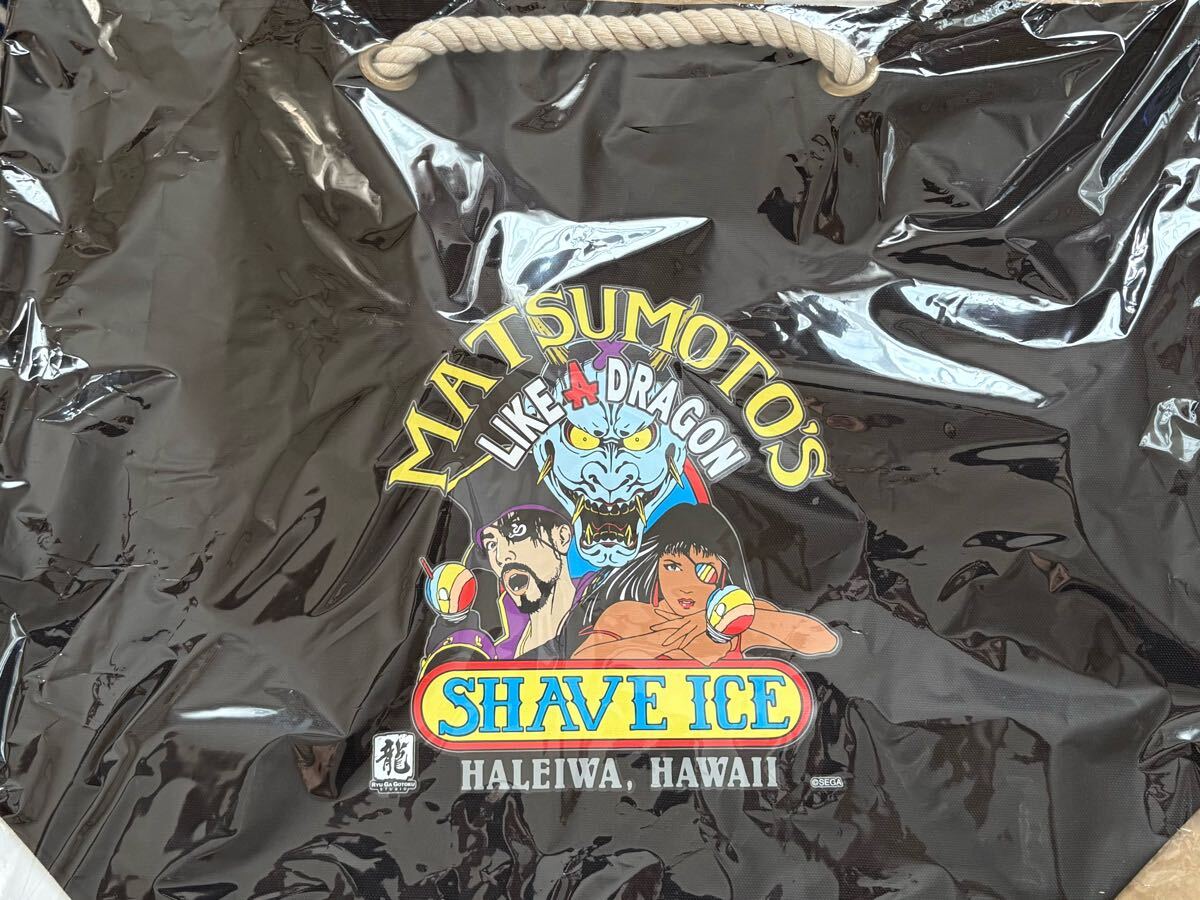 MATSUMOTO'S
LIKE A DRAGON
SHAVE ICE
HALEIWA, HAWAII
龍
RYU GA GOTOKU
STUDIO
©SEGA